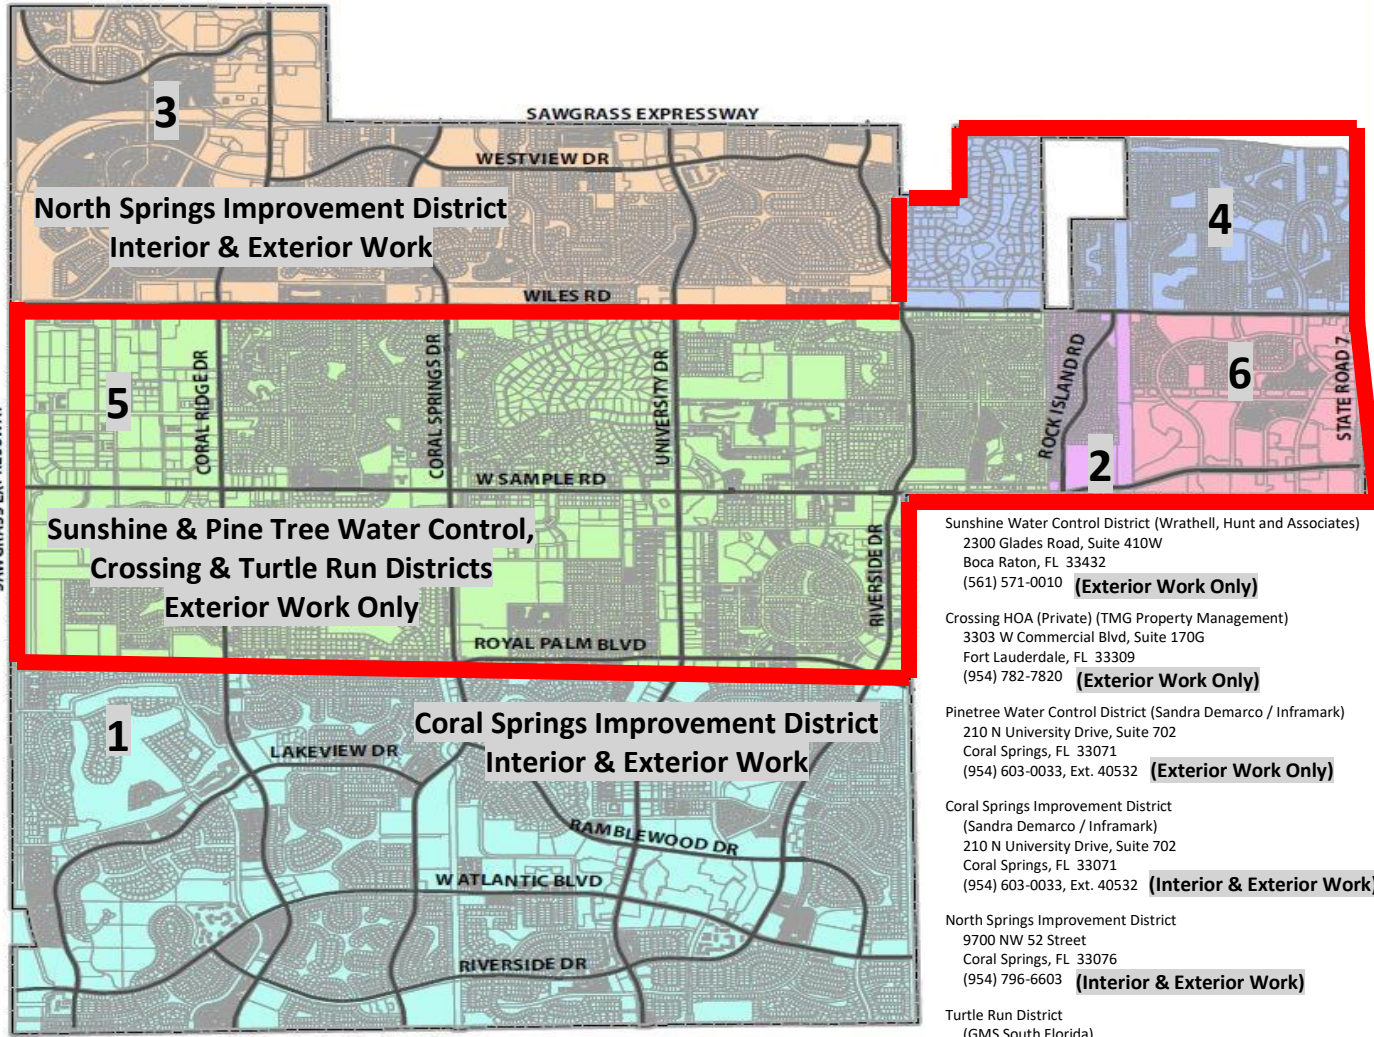 SAWGRASS EXPRESSWAY
3
WESTVIEW DR
North Springs Improvement District
Interior & Exterior Work
4
WILES RD
5
CORAL RIDGE DR
CORAL SPRINGS DR
UNIVERSITY DR
ROCK ISLAND RD
6
STATE ROAD 7
2
W SAMPLE RD
Sunshine & Pine Tree Water Control,
Crossing & Turtle Run Districts
Exterior Work Only
RIVERSIDE DR
ROYAL PALM BLVD
1
Coral Springs Improvement District
Interior & Exterior Work
LAKEVIEW DR
RAMBLEWOOD DR
W ATLANTIC BLVD
RIVERSIDE DR
Sunshine Water Control District (Wrathell, Hunt and Associates)
2300 Glades Road, Suite 410W
Boca Raton, FL 33432
(561) 571-0010 (Exterior Work Only)
Crossing HOA (Private) (TMG Property Management)
3303 W Commercial Blvd, Suite 170G
Fort Lauderdale, FL 33309
(954) 782-7820 (Exterior Work Only)
Pinetree Water Control District (Sandra Demarco / Inframark)
210 N University Drive, Suite 702
Coral Springs, FL 33071
(954) 603-0033, Ext. 40532 (Exterior Work Only)
Coral Springs Improvement District
(Sandra Demarco / Inframark)
210 N University Drive, Suite 702
Coral Springs, FL 33071
(954) 603-0033, Ext. 40532 (Interior & Exterior Work)
North Springs Improvement District
9700 NW 52 Street
Coral Springs, FL 33076
(954) 796-6603 (Interior & Exterior Work)
Turtle Run District
(GMS South Florida)